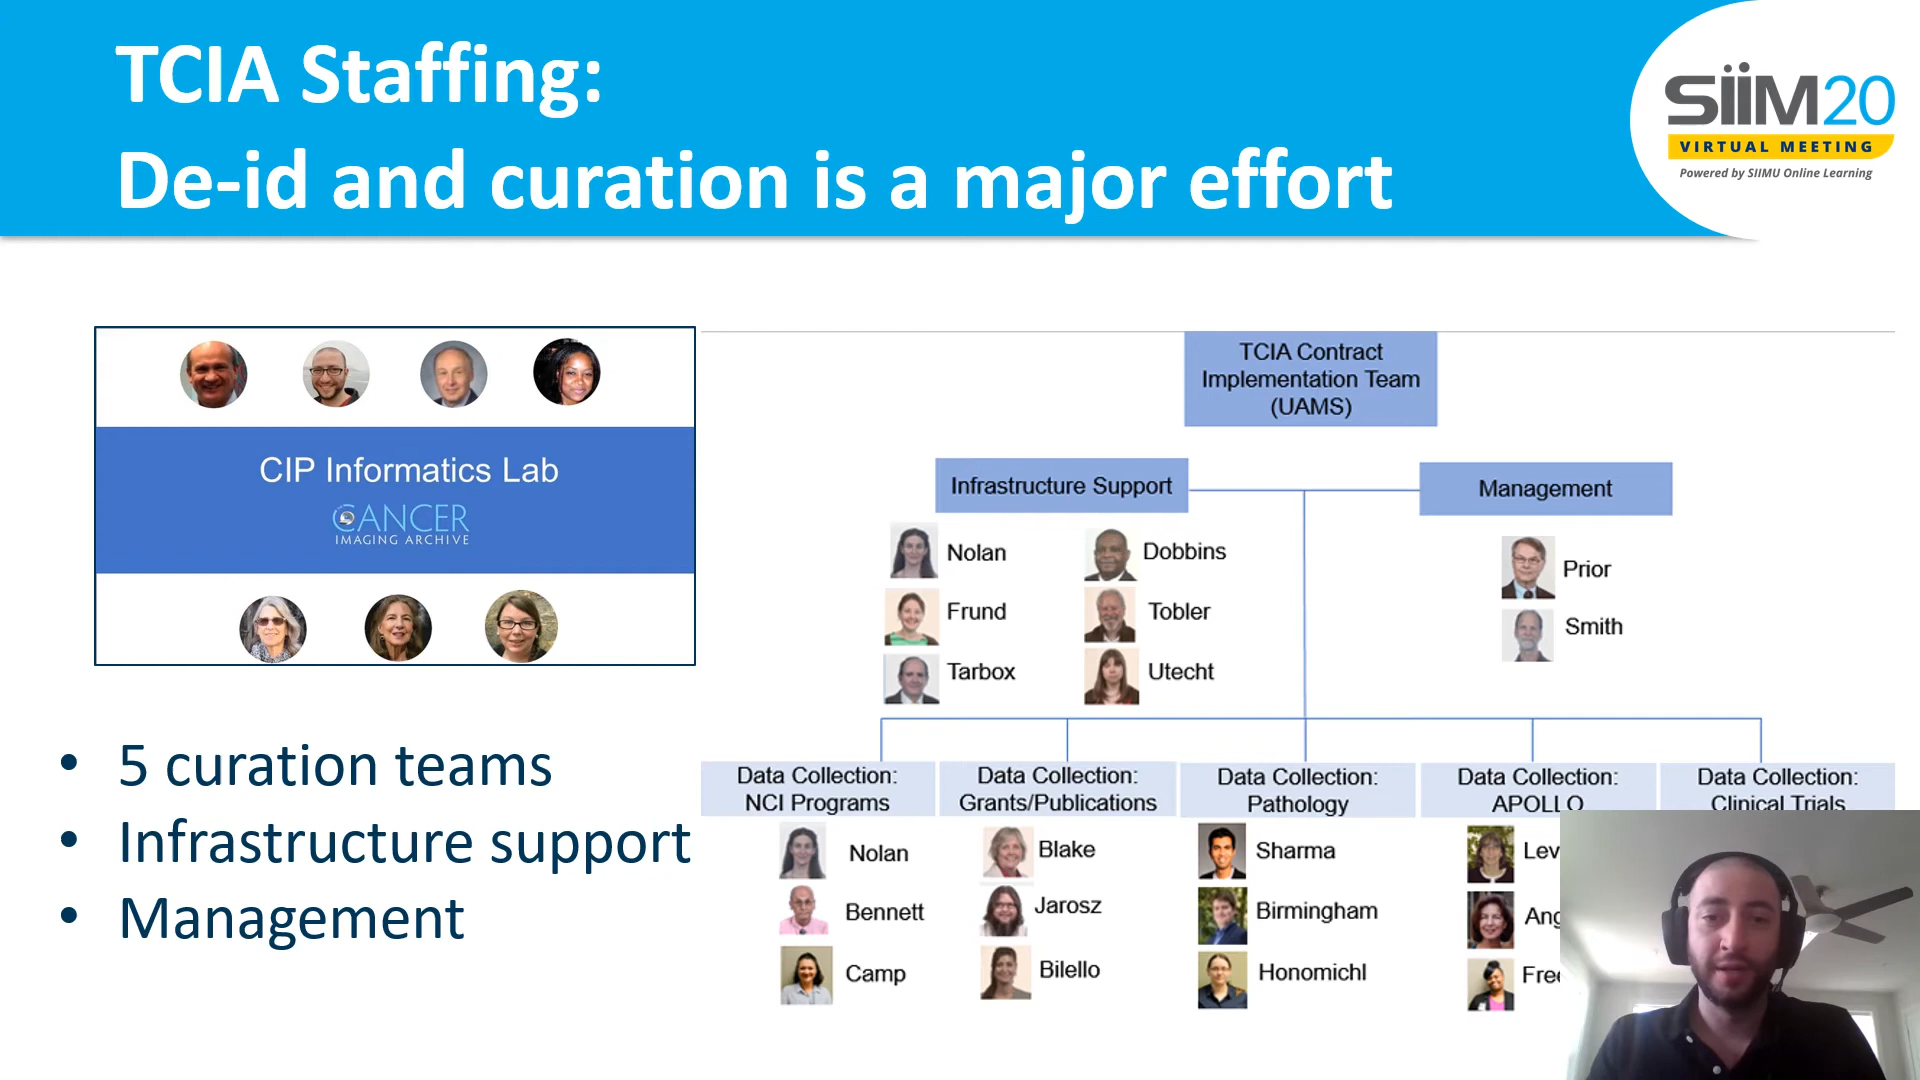 TCIA Staffing:
De-id and curation is a major effort
SiiM20
VIRTUAL MEETING
Powered by SIIMU Online Learning
CIP Informatics Lab
CANCER
IMAGING ARCHIVE
• 5 curation teams
• Infrastructure support
• Management
TCIA Contract
Implementation Team
(UAMS)
Infrastructure Support
Management
Nolan
Dobbins
Frund
Tobler
Tarbox
Utecht
Prior
Smith
Data Collection:
NCI Programs
Nolan
Bennett
Camp
Data Collection:
Grants/Publications
Blake
Jarosz
Bilello
Data Collection:
Pathology
Sharma
Birmingham
Honomichl
Data Collection:
APOLLO
Data Collection:
Clinical Trials